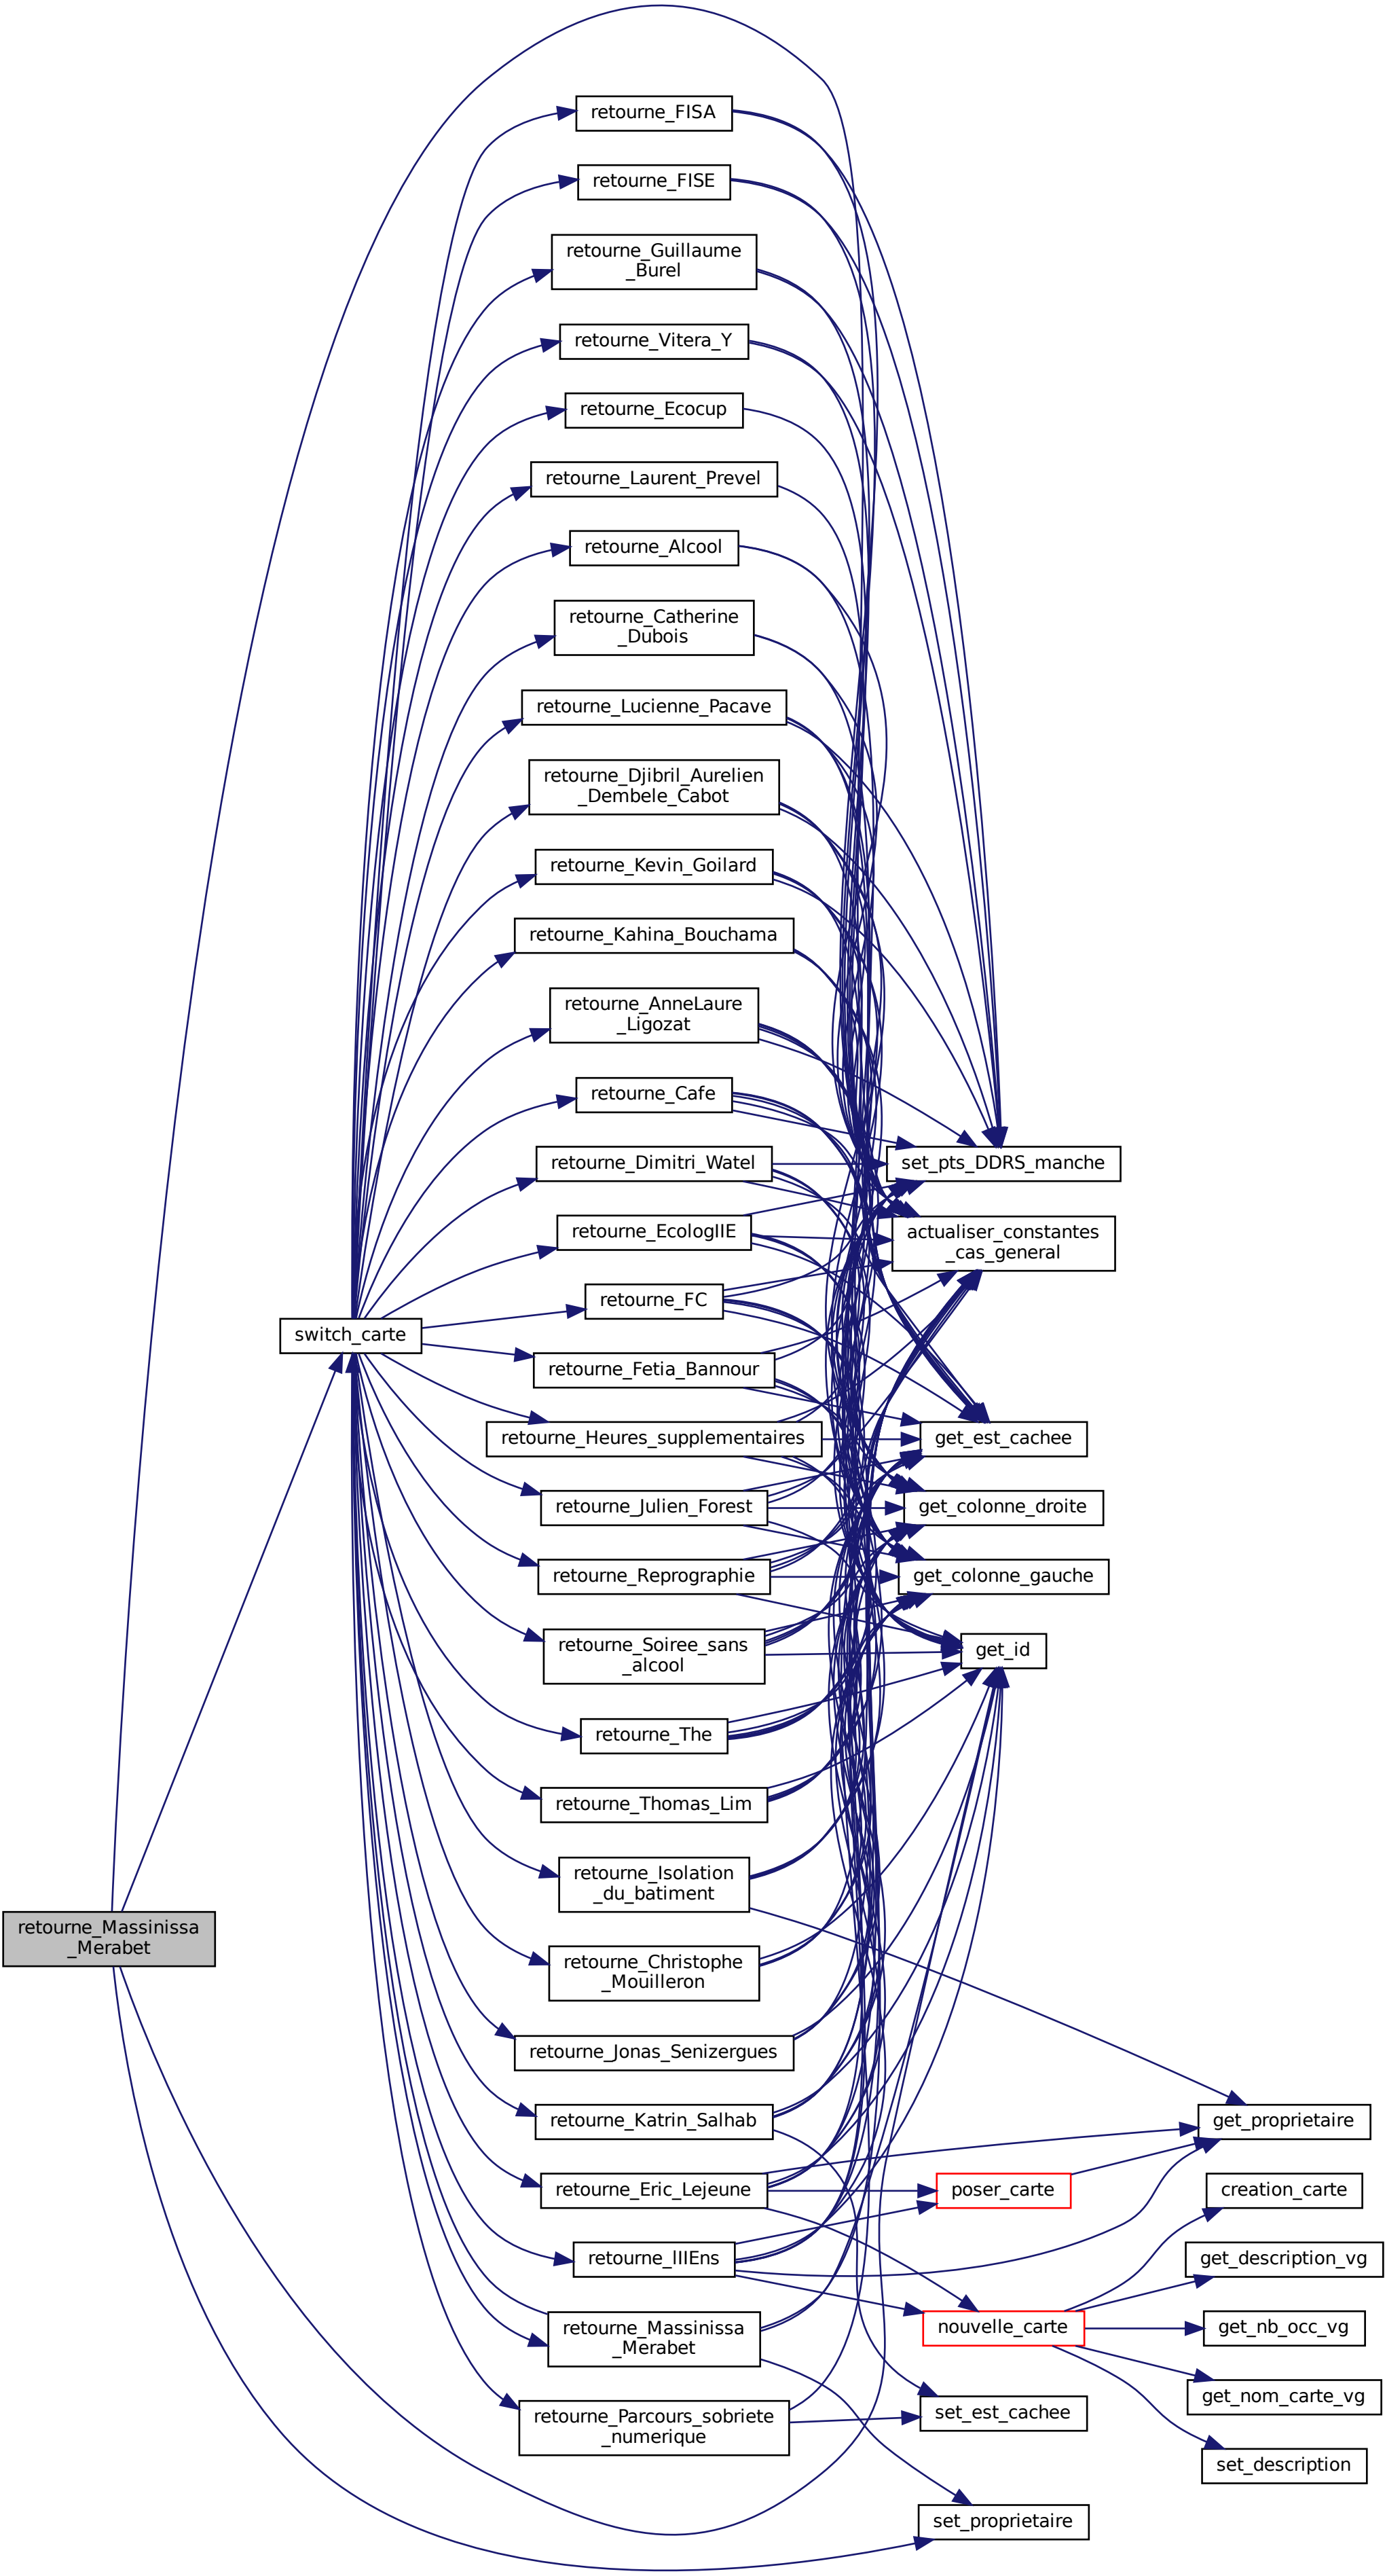 retourne_FISA
retourne_FISE
retourne_Guillaume
_Burel
retourne_Vitera_Y
retourne_Ecocup
retourne_Laurent_Prevel
retourne_Alcool
retourne_Catherine
_Dubois
retourne_Lucienne_Pacave
retourne_Djibril_Aurelien
_Dembele_Cabot
retourne_Kevin_Goilard
retourne_Kahina_Bouchama
retourne_AnneLaure
_Ligozat
retourne_Cafe
retourne_Dimitri_Watel
set_pts_DDRS_manche
retourne_EcologIIE
actualiser_constantes
_cas_general
retourne_FC
switch_carte
retourne_Fetia_Bannour
retourne_Heures_supplementaires
get_est_cachee
retourne_Julien_Forest
get_colonne_droite
retourne_Reprographie
get_colonne_gauche
retourne_Soiree_sans
_alcool
get_id
retourne_The
retourne_Thomas_Lim
retourne_Isolation
_du_batiment
retourne_Massinissa
_Merabet
retourne_Christophe
_Mouilleron
retourne_Jonas_Senizergues
retourne_Katrin_Salhab
get_proprietaire
retourne_Eric_Lejeune
poser_carte
creation_carte
retourne_lIIEns
get_description_vg
retourne_Massinissa
_Merabet
nouvelle_carte
get_nb_occ_vg
get_nom_carte_vg
retourne_Parcours_sobriete
_numerique
set_est_cachee
set_description
set_proprietaire